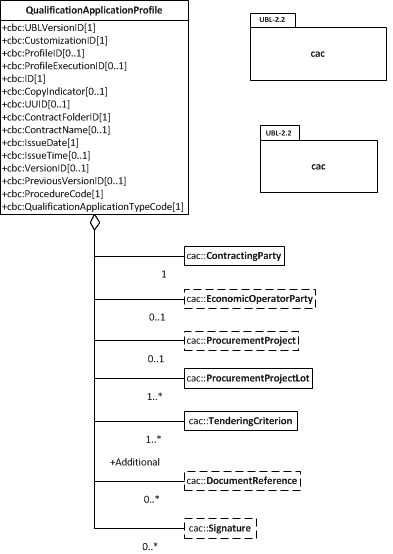 QualificationApplicationProfile
+cbc:UBLVersionID[1]
+cbc:CustomizationID[1]
+cbc:ProfileID[0..1]
+cbc:ProfileExecutionID[0..1]
+cbc:ID[1]
+cbc:CopyIndicator[0..1]
+cbc:UUID[0..1]
+cbc:ContractFolderID[1]
+cbc:ContractName[0..1]
+cbc:IssueDate[1]
+cbc:IssueTime[0..1]
+cbc:VersionID[0..1]
+cbc:PreviousVersionID[0..1]
+cbc:ProcedureCode[1]
+cbc:QualificationApplicationTypeCode[1]
UBL-2.2
cac
UBL-2.2
cac
cac::ContractingParty
1
cac::EconomicOperatorParty
0..1
cac::ProcurementProject
0..1
cac::ProcurementProjectLot
1..*
cac::TenderingCriterion
1..*
+Additional
cac::DocumentReference
0..*
cac::Signature
0..*